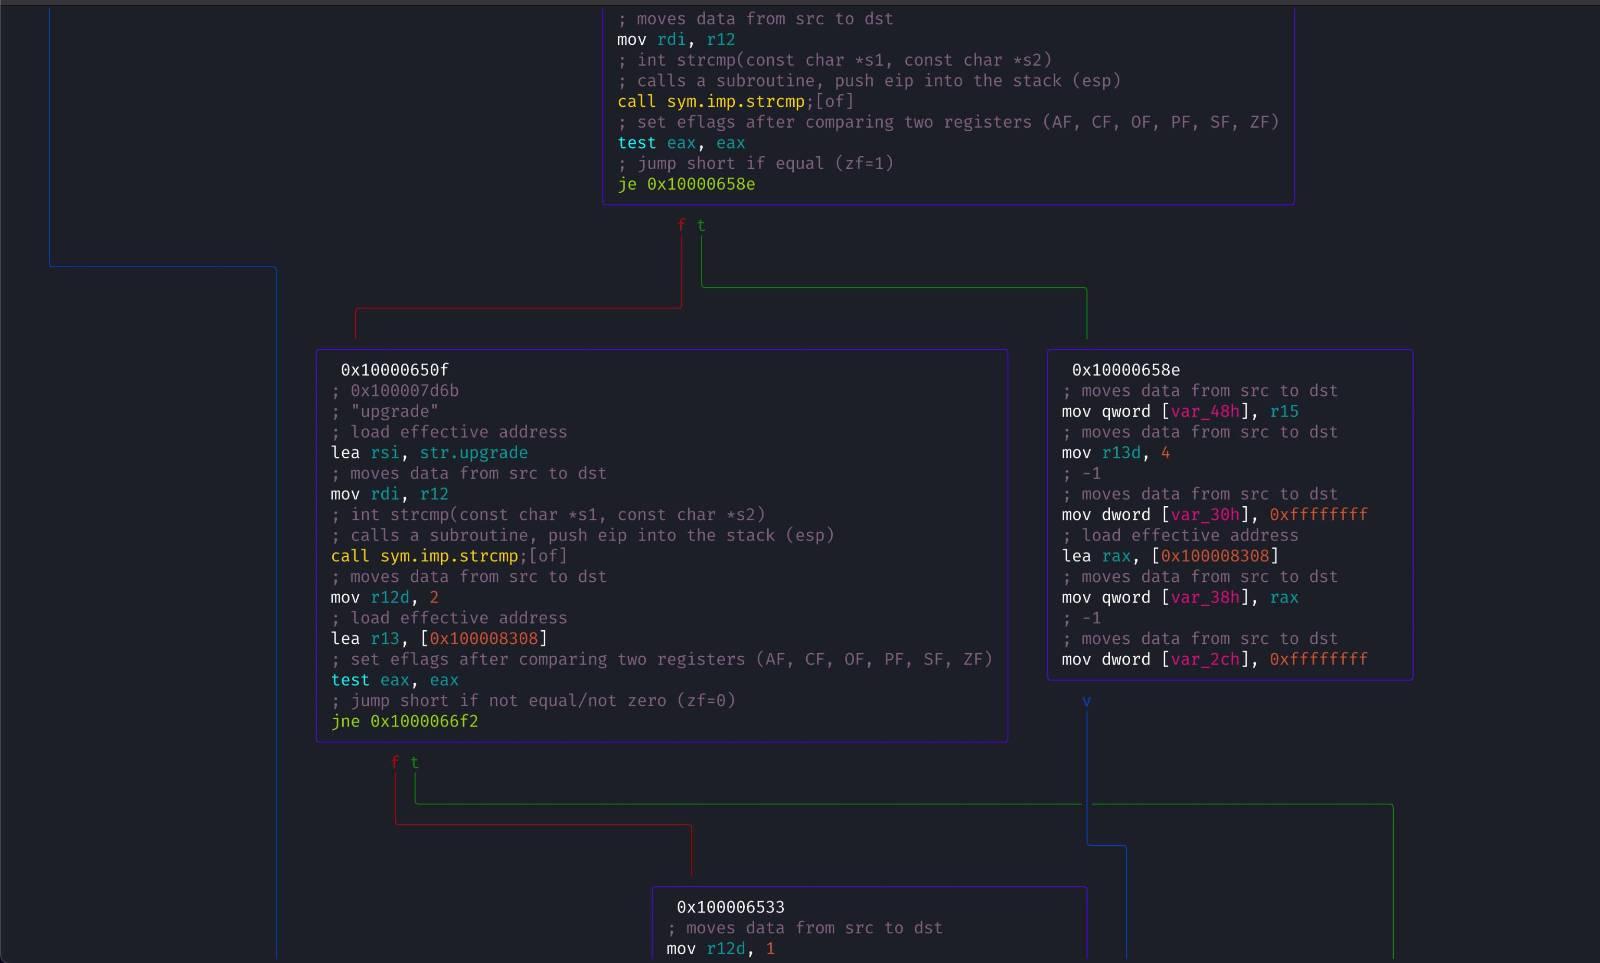 ; moves data from src to dst
mov rdi, r12
; int strcmp(const char *s1, const char *s2)
; calls a subroutine, push eip into the stack (esp)
call sym.imp.strcmp;[of]
; set eflags after comparing two registers (AF, CF, OF, PF, SF, ZF)
test eax, eax
; jump short if equal (zf=1)
je 0x10000658e
f t
0x10000650f
; 0x100007d6b
; "upgrade"
; load effective address
lea rsi, str.upgrade
; moves data from src to dst
mov rdi, r12
; int strcmp(const char *s1, const char *s2)
; calls a subroutine, push eip into the stack (esp)
call sym.imp.strcmp;[of]
; moves data from src to dst
mov r12d, 2
; load effective address
lea r13, [0x100008308]
; set eflags after comparing two registers (AF, CF, OF, PF, SF, ZF)
test eax, eax
; jump short if not equal/not zero (zf=0)
jne 0x1000066f2
f t
0x10000658e
; moves data from src to dst
mov qword [var_48h], r15
; moves data from src to dst
mov r13d, 4
; -1
; moves data from src to dst
mov dword [var_30h], 0xffffffff
; load effective address
lea rax, [0x100008308]
; moves data from src to dst
mov qword [var_38h], rax
; -1
; moves data from src to dst
mov dword [var_2ch], 0xffffffff
v
0x100006533
; moves data from src to dst
mov r12d, 1